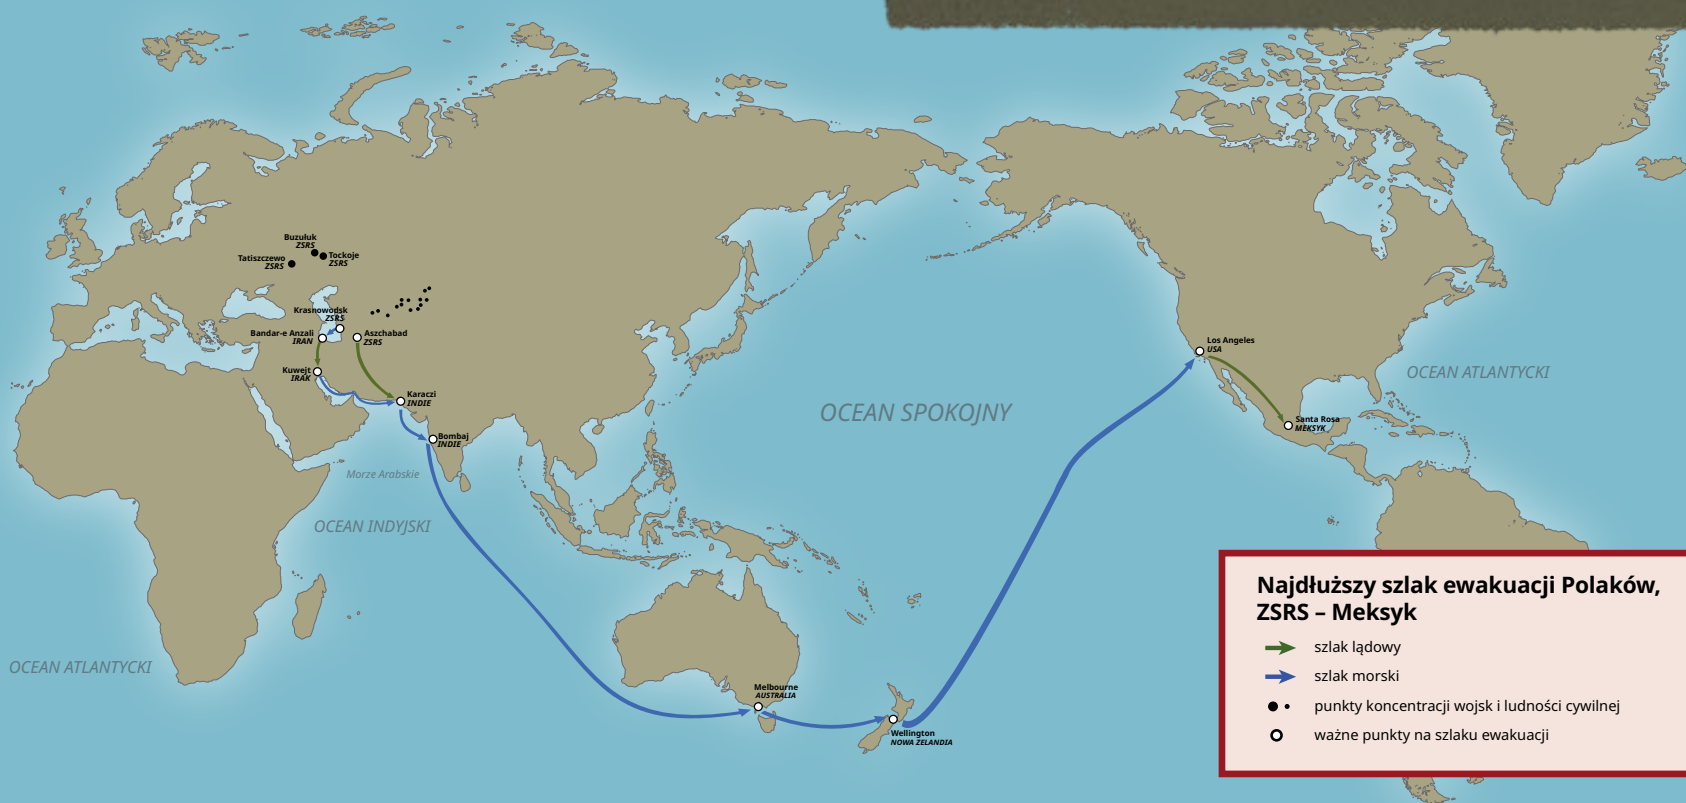 Buzułuk
ZSRS
Tatiszczewo
ZSRS
Tockoje
ZSRS
Krasnowodsk
ZSRS
Bandar-e Anzali
IRAN
Aszchabad
ZSRS
Kuwejt
IRAK
Karaczi
INDIE
Bombaj
INDIE
Morze Arabskie
OCEAN INDYJSKI
OCEAN ATLANTYCKI
OCEAN SPOKOJNY
Los Angeles
USA
OCEAN ATLANTYCKI
Santa Rosa
MEKSYK
Melbourne
AUSTRALIA
Wellington
NOWA ZELANDIA
Najdłuższy szlak ewakuacji Polaków,
ZSRS – Meksyk
szlak lądowy
szlak morski
punkty koncentracji wojsk i ludności cywilnej
ważne punkty na szlaku ewakuacji